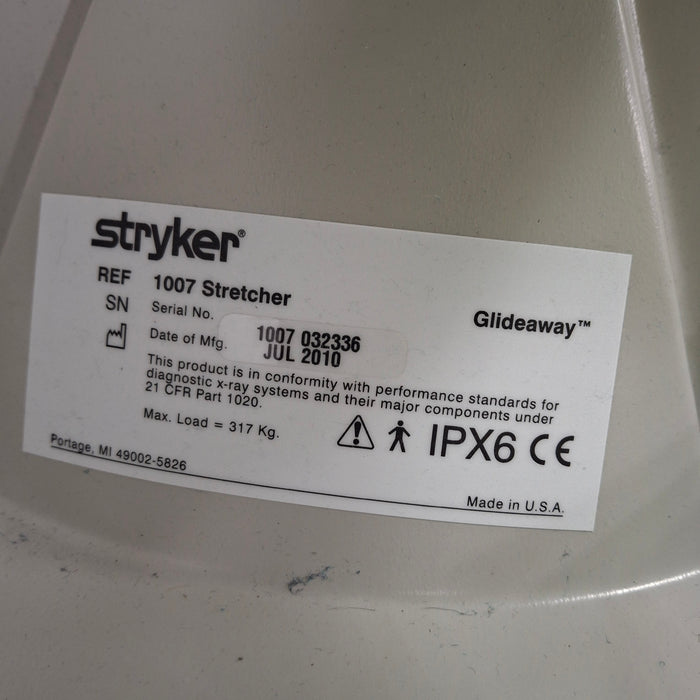 stryker®
REF 1007 Stretcher
Glideaway™
SN Serial No. 1007 032336
Date of Mfg. JUL 2010
This product is in conformity with performance standards for
diagnostic x-ray systems and their major components under
21 CFR Part 1020.
Max. Load = 317 Kg.
IPX6 CE
Portage, MI 49002-5826
Made in U.S.A.